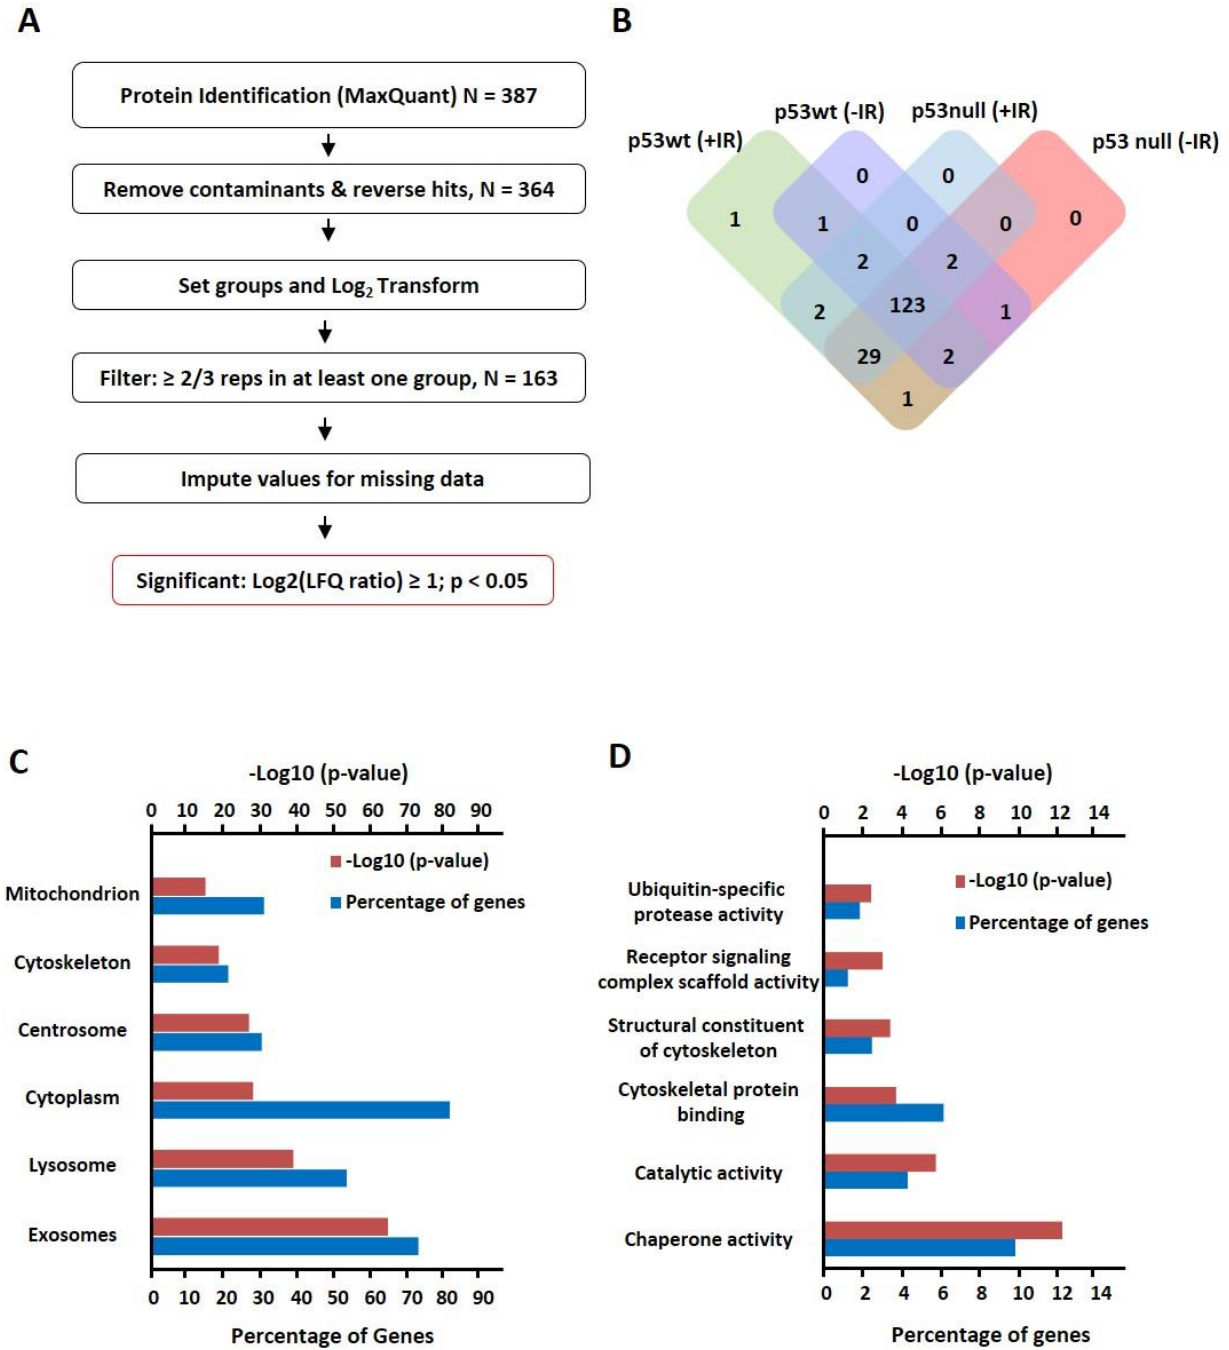 A
Protein Identification (MaxQuant) N = 387
Remove contaminants & reverse hits, N = 364
Set groups and Log2 Transform
Filter: ≥ 2/3 reps in at least one group, N = 163
Impute values for missing data
Significant: Log2(LFQ ratio) ≥ 1; p < 0.05
B
p53wt (+IR)
p53wt (-IR)
p53null (+IR)
p53 null (-IR)
0 0
1 1 0 0 0
2 2
2 123 1
29 2
1
C
-Log10 (p-value)
0 10 20 30 40 50 60 70 80 90
-Log10 (p-value)
Percentage of genes
Mitochondrion
Cytoskeleton
Centrosome
Cytoplasm
Lysosome
Exosomes
0 10 20 30 40 50 60 70 80 90
Percentage of Genes
D
-Log10 (p-value)
0 2 4 6 8 10 12 14
-Log10 (p-value)
Percentage of genes
Ubiquitin-specific
protease activity
Receptor signaling
complex scaffold activity
Structural constituent
of cytoskeleton
Cytoskeletal protein
binding
Catalytic activity
Chaperone activity
0 2 4 6 8 10 12 14
Percentage of genes